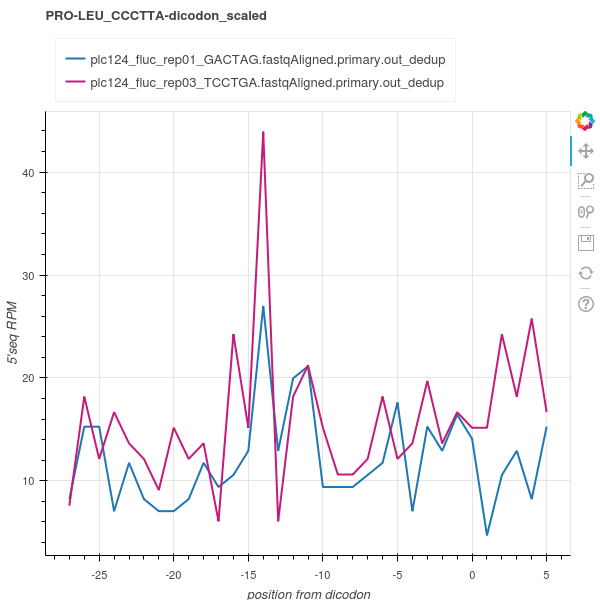 PRO-LEU_CCCTTA-dicodon_scaled
plc124_fluc_rep01_GACTAG.fastqAligned.primary.out_dedup
plc124_fluc_rep03_TCCTGA.fastqAligned.primary.out_dedup
40
30
20
10
5'seq RPM
-25 -20 -15 -10 -5 0 5
position from dicodon